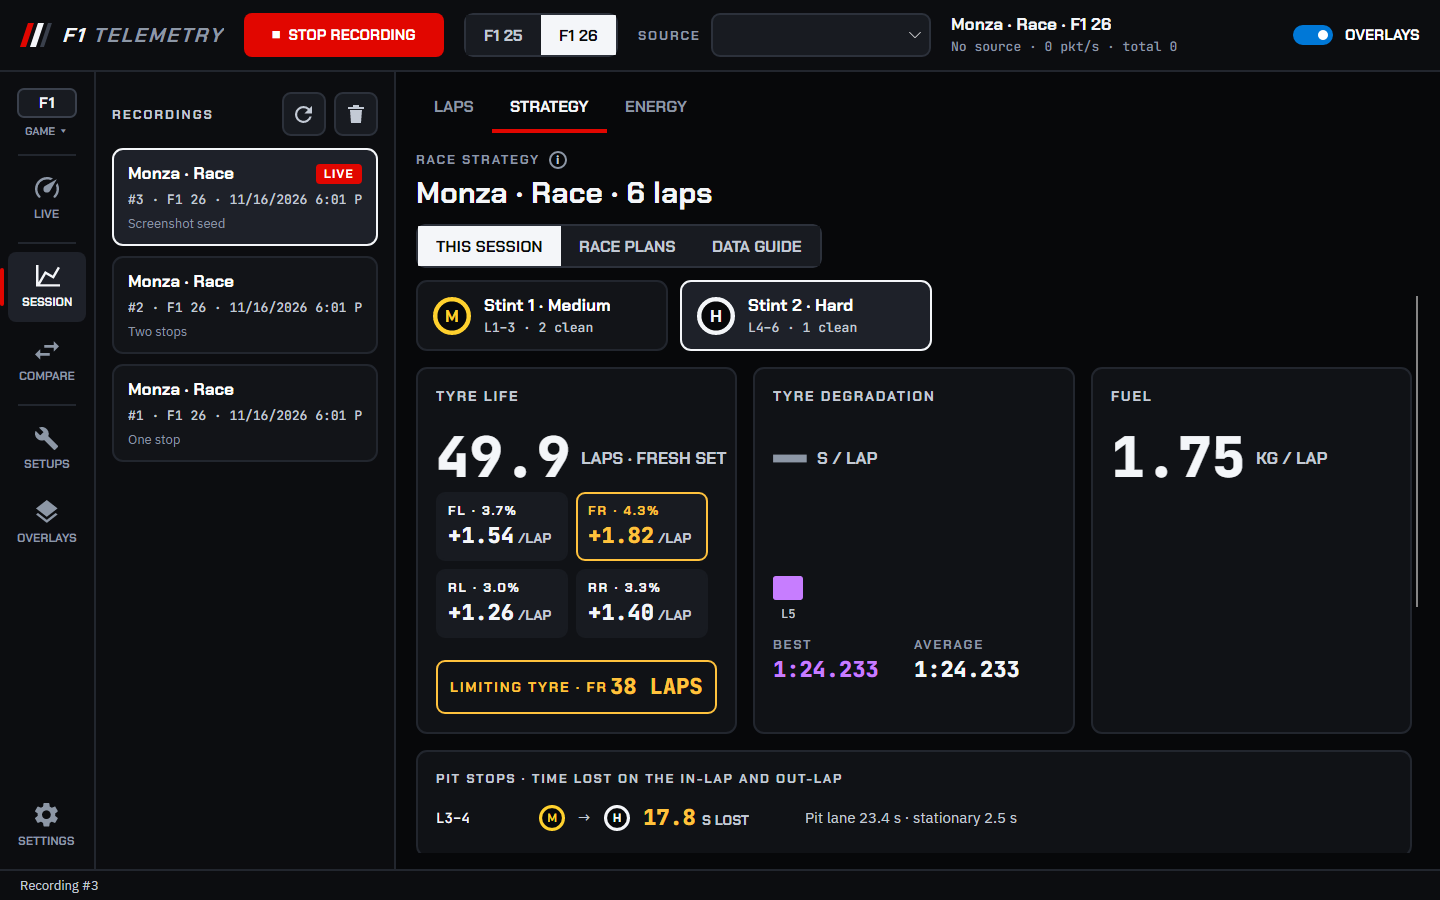 F1 TELEMETRY
STOP RECORDING
F1 25
F1 26
SOURCE
Monza · Race · F1 26
No source · 0 pkt/s · total 0
OVERLAYS
F1
GAME
LIVE
SESSION
COMPARE
SETUPS
OVERLAYS
SETTINGS
RECORDINGS
Monza · Race
LIVE
#3 · F1 26 · 11/16/2026 6:01 P
Screenshot seed
Monza · Race
#2 · F1 26 · 11/16/2026 6:01 P
Two stops
Monza · Race
#1 · F1 26 · 11/16/2026 6:01 P
One stop
LAPS
STRATEGY
ENERGY
RACE STRATEGY
Monza · Race · 6 laps
THIS SESSION
RACE PLANS
DATA GUIDE
M
Stint 1 · Medium
L1–3 · 2 clean
H
Stint 2 · Hard
L4–6 · 1 clean
TYRE LIFE
49.9 LAPS · FRESH SET
FL · 3.7%
+1.54 /LAP
FR · 4.3%
+1.82 /LAP
RL · 3.0%
+1.26 /LAP
RR · 3.3%
+1.40 /LAP
LIMITING TYRE · FR 38 LAPS
TYRE DEGRADATION
— S / LAP
L5
BEST
1:24.233
AVERAGE
1:24.233
FUEL
1.75 KG / LAP
PIT STOPS · TIME LOST ON THE IN-LAP AND OUT-LAP
L3–4
M → H 17.8 S LOST
Pit lane 23.4 s · stationary 2.5 s
Recording #3